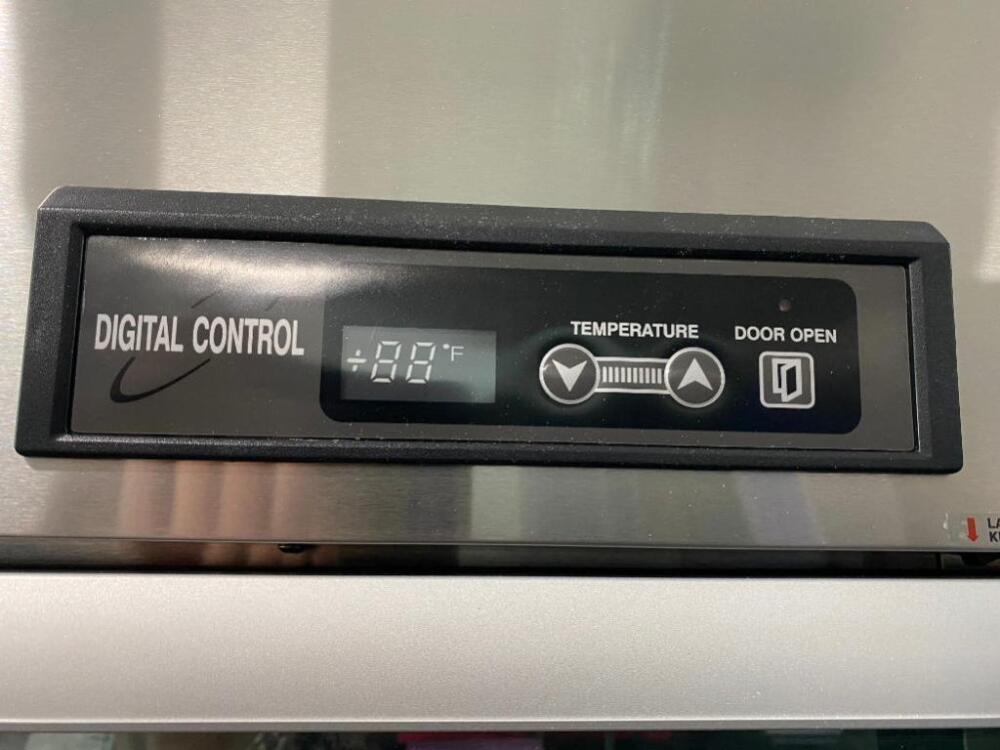 DIGITAL CONTROL
÷88°F
TEMPERATURE
DOOR OPEN